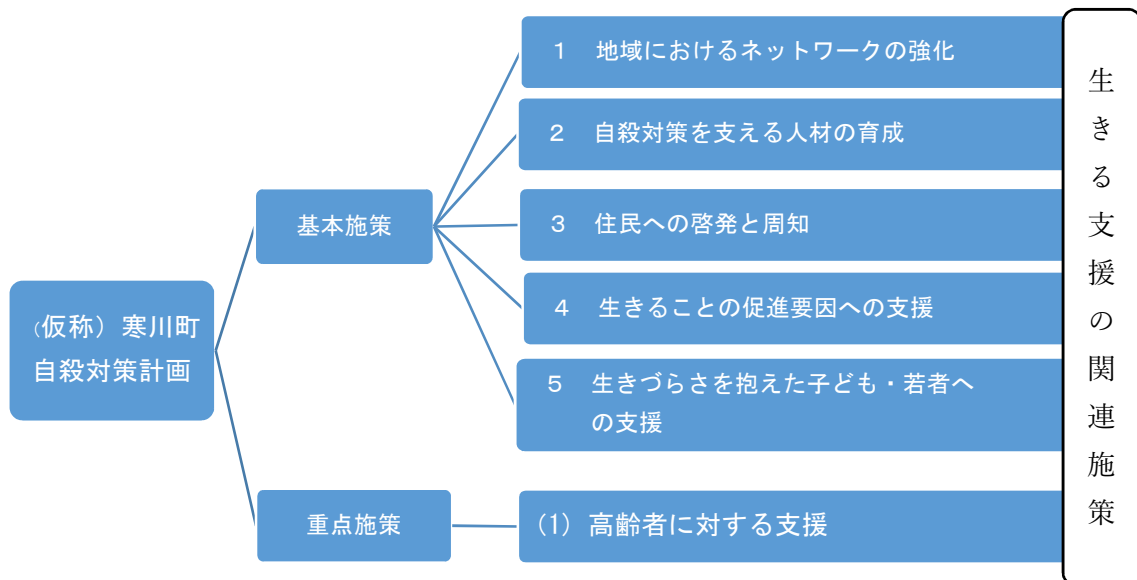 (仮称）寒川町
自殺対策計画
基本施策
1 地域におけるネットワークの強化
2 自殺対策を支える人材の育成
3 住民への啓発と周知
4 生きることの促進要因への支援
5 生きづらさを抱えた子ども・若者へ
の支援
重点施策
(1) 高齢者に対する支援
生きる支援の関連施策